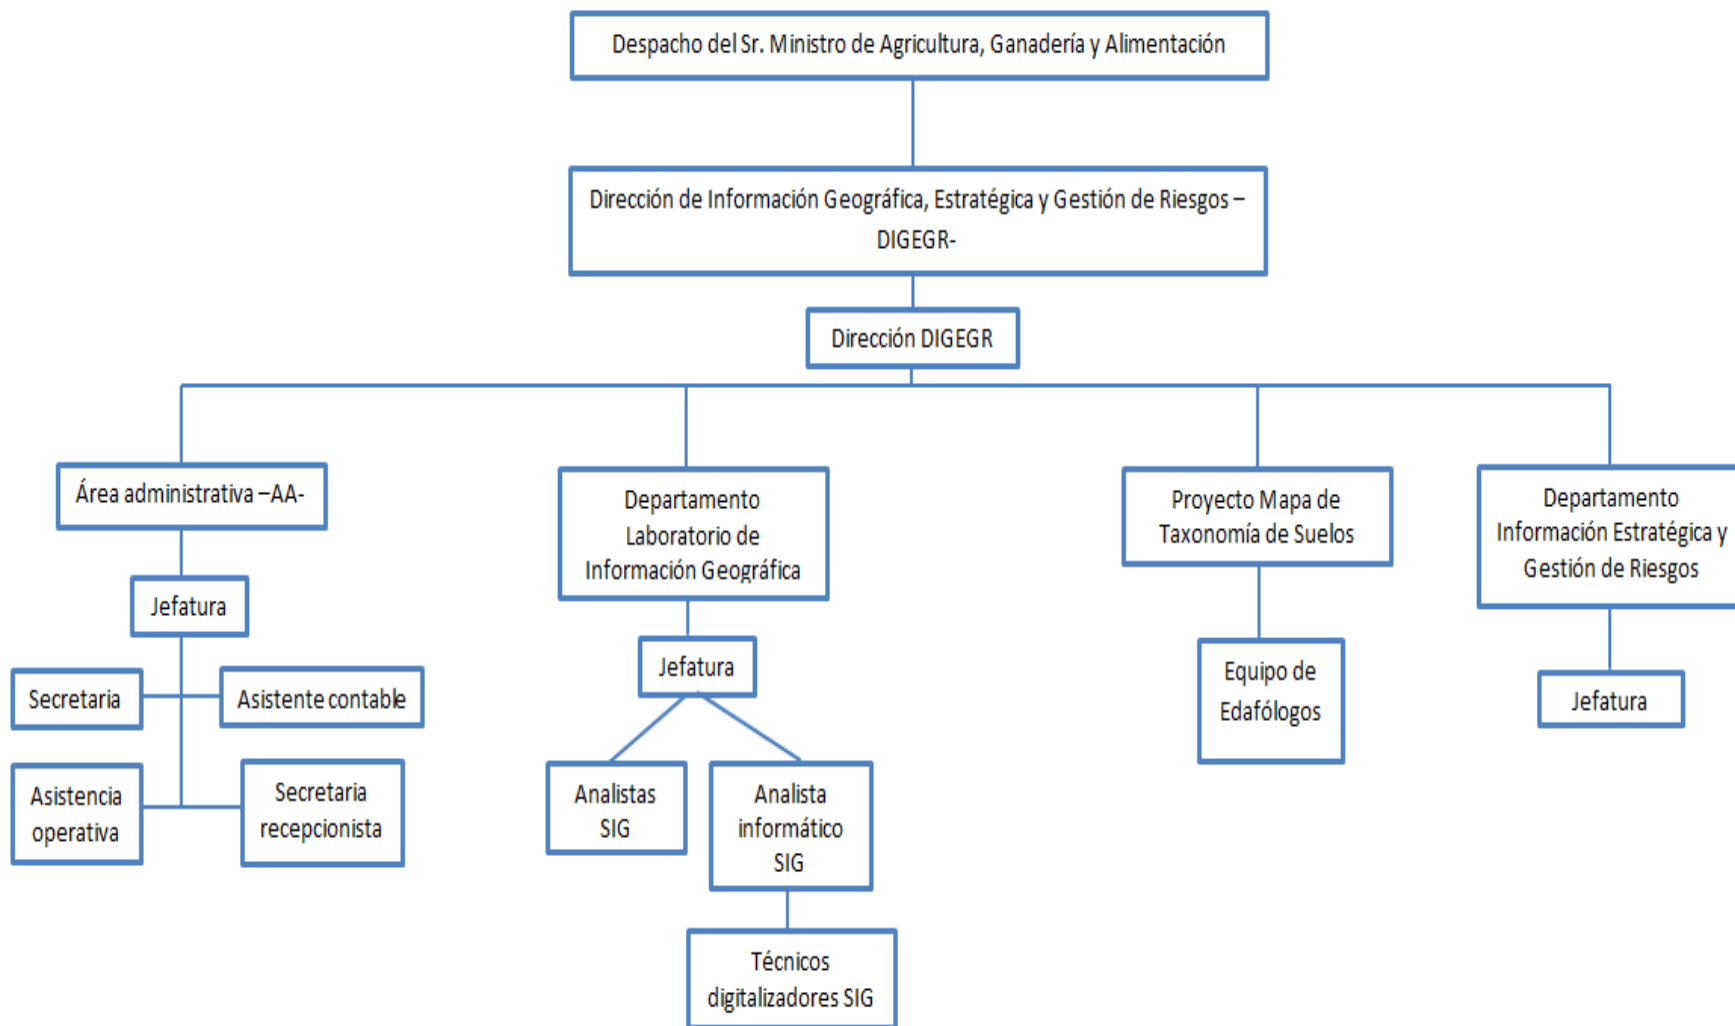 Despacho del Sr. Ministro de Agricultura, Ganadería y Alimentación
Dirección de Información Geográfica, Estratégica y Gestión de Riesgos –
DIGEGR-
Dirección DIGEGR
Área administrativa –AA-
Jefatura
Secretaria
Asistente contable
Asistencia
operativa
Secretaria
recepcionista
Departamento
Laboratorio de
Información Geográfica
Jefatura
Analistas
SIG
Analista
informático
SIG
Técnicos
digitalizadores SIG
Proyecto Mapa de
Taxonomía de Suelos
Equipo de
Edafólogos
Departamento
Información Estratégica y
Gestión de Riesgos
Jefatura